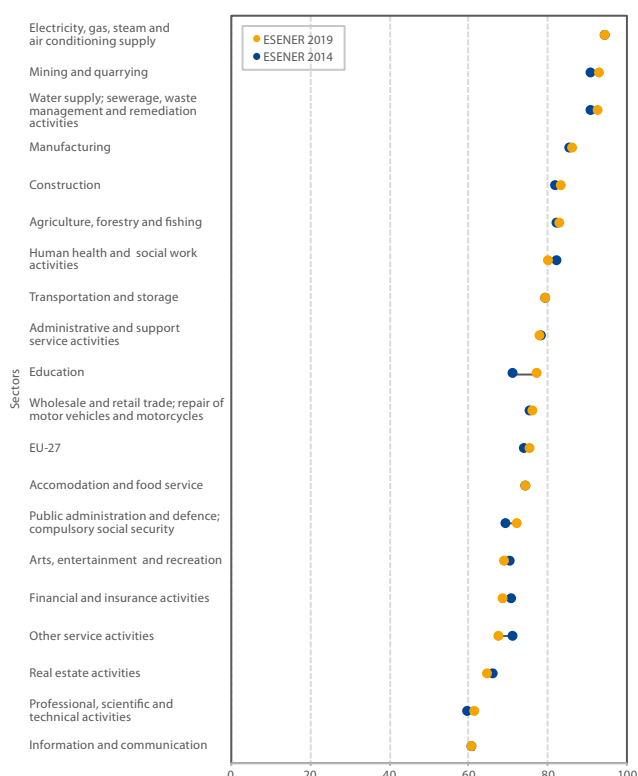 Electricity, gas, steam and
air conditioning supply
ESENER 2019
ESENER 2014
Mining and quarrying
Water supply; sewerage, waste
management and remediation
activities
Manufacturing
Construction
Agriculture, forestry and fishing
Human health and social work
activities
Transportation and storage
Administrative and support
service activities
Education
Sectors
Wholesale and retail trade; repair of
motor vehicles and motorcycles
EU-27
Accomodation and food service
Public administration and defence;
compulsory social security
Arts, entertainment and recreation
Financial and insurance activities
Other service activities
Real estate activities
Professional, scientific and
technical activities
Information and communication
0 20 40 60 80 100